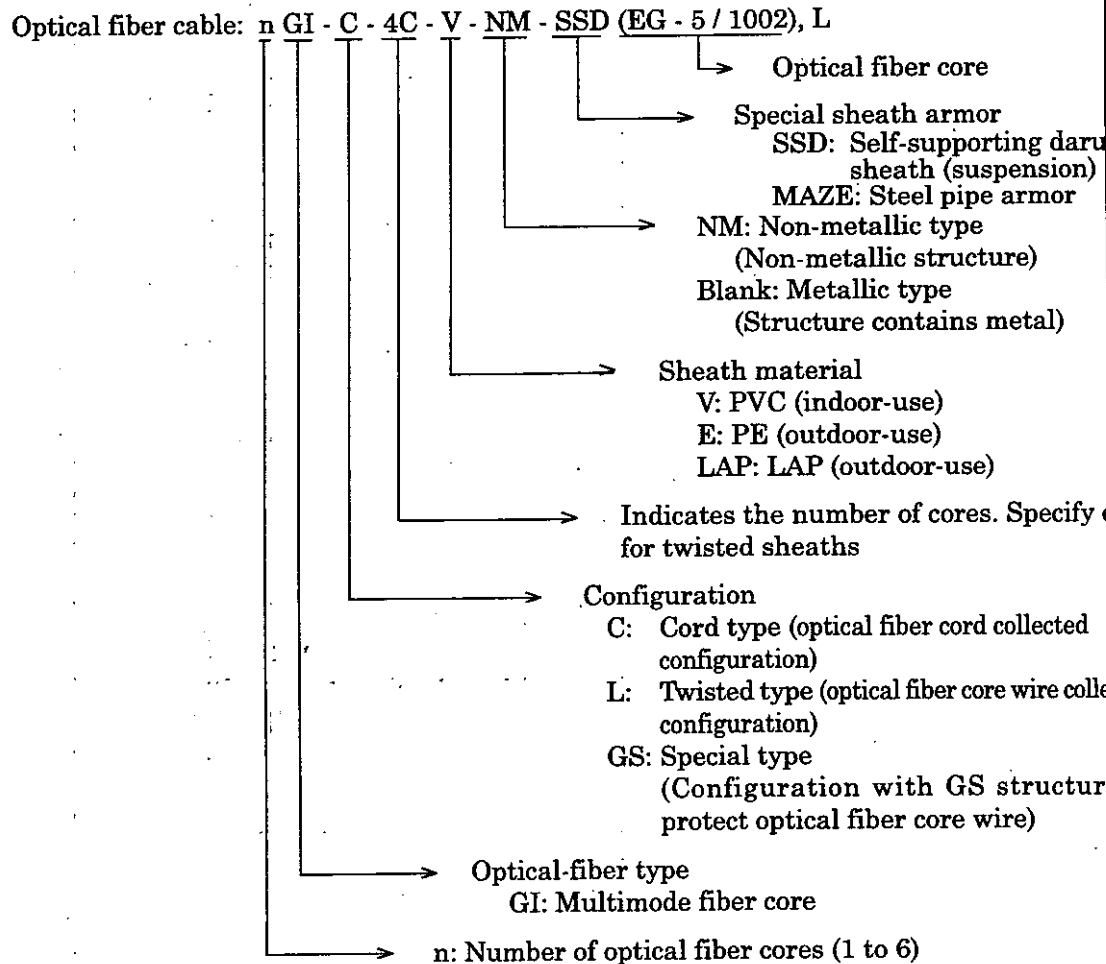 Optical fiber cable: n GI - C - 4C - V - NM - SSD (EG - 5 / 1002), L
Optical fiber core
Special sheath armor
SSD: Self-supporting
sheath (suspension)
MAZE: Steel pipe armor
NM: Non-metallic type
(Non-metallic structure)
Blank: Metallic type
(Structure contains metal)
Sheath material
V: PVC (indoor-use)
E: PE (outdoor-use)
LAP: LAP (outdoor-use)
Indicates the number of cores. Specify
for twisted sheaths
Configuration
C: Cord type (optical fiber cord collected
configuration)
L: Twisted type (optical fiber core wire
configuration)
GS: Special type
(Configuration with GS
protect optical fiber core wire)
Optical-fiber type
GI: Multimode fiber core
n: Number of optical fiber cores (1 to 6)